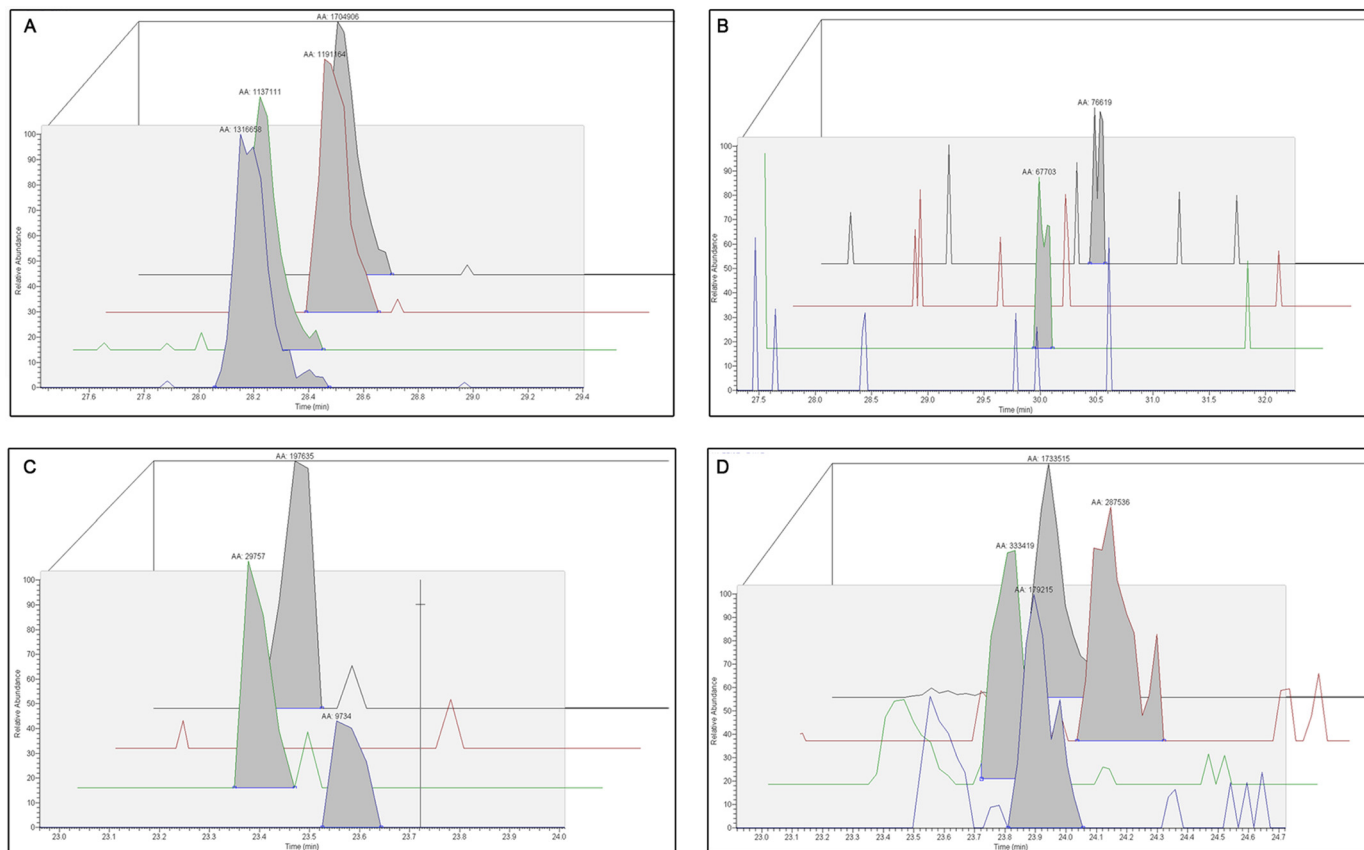 A
AA: 1704906
AA: 1191164
AA: 1137111
AA: 1316658
Relative Abundance
100
90
80
70
60
50
40
30
20
10
0
27.6 27.8 28.0 28.2 28.4 28.6 28.8 29.0 29.2 29.4
Time (min)
B
AA: 76619
AA: 67703
Relative Abundance
100
90
80
70
60
50
40
30
20
10
0
27.5 28.0 28.5 29.0 29.5 30.0 30.5 31.0 31.5 32.0
Time (min)
C
AA: 197635
AA: 29757
AA: 9734
Relative Abundance
100
90
80
70
60
50
40
30
20
10
0
23.0 23.1 23.2 23.3 23.4 23.5 23.6 23.7 23.8 23.9 24.0
Time (min)
D
AA: 1733515
AA: 287536
AA: 333419
AA: 179215
Relative Abundance
100
90
80
70
60
50
40
30
20
10
0
23.0 23.1 23.2 23.3 23.4 23.5 23.6 23.7 23.8 23.9 24.0 24.1 24.2 24.3 24.4 24.5 24.6 24.7
Time (min)